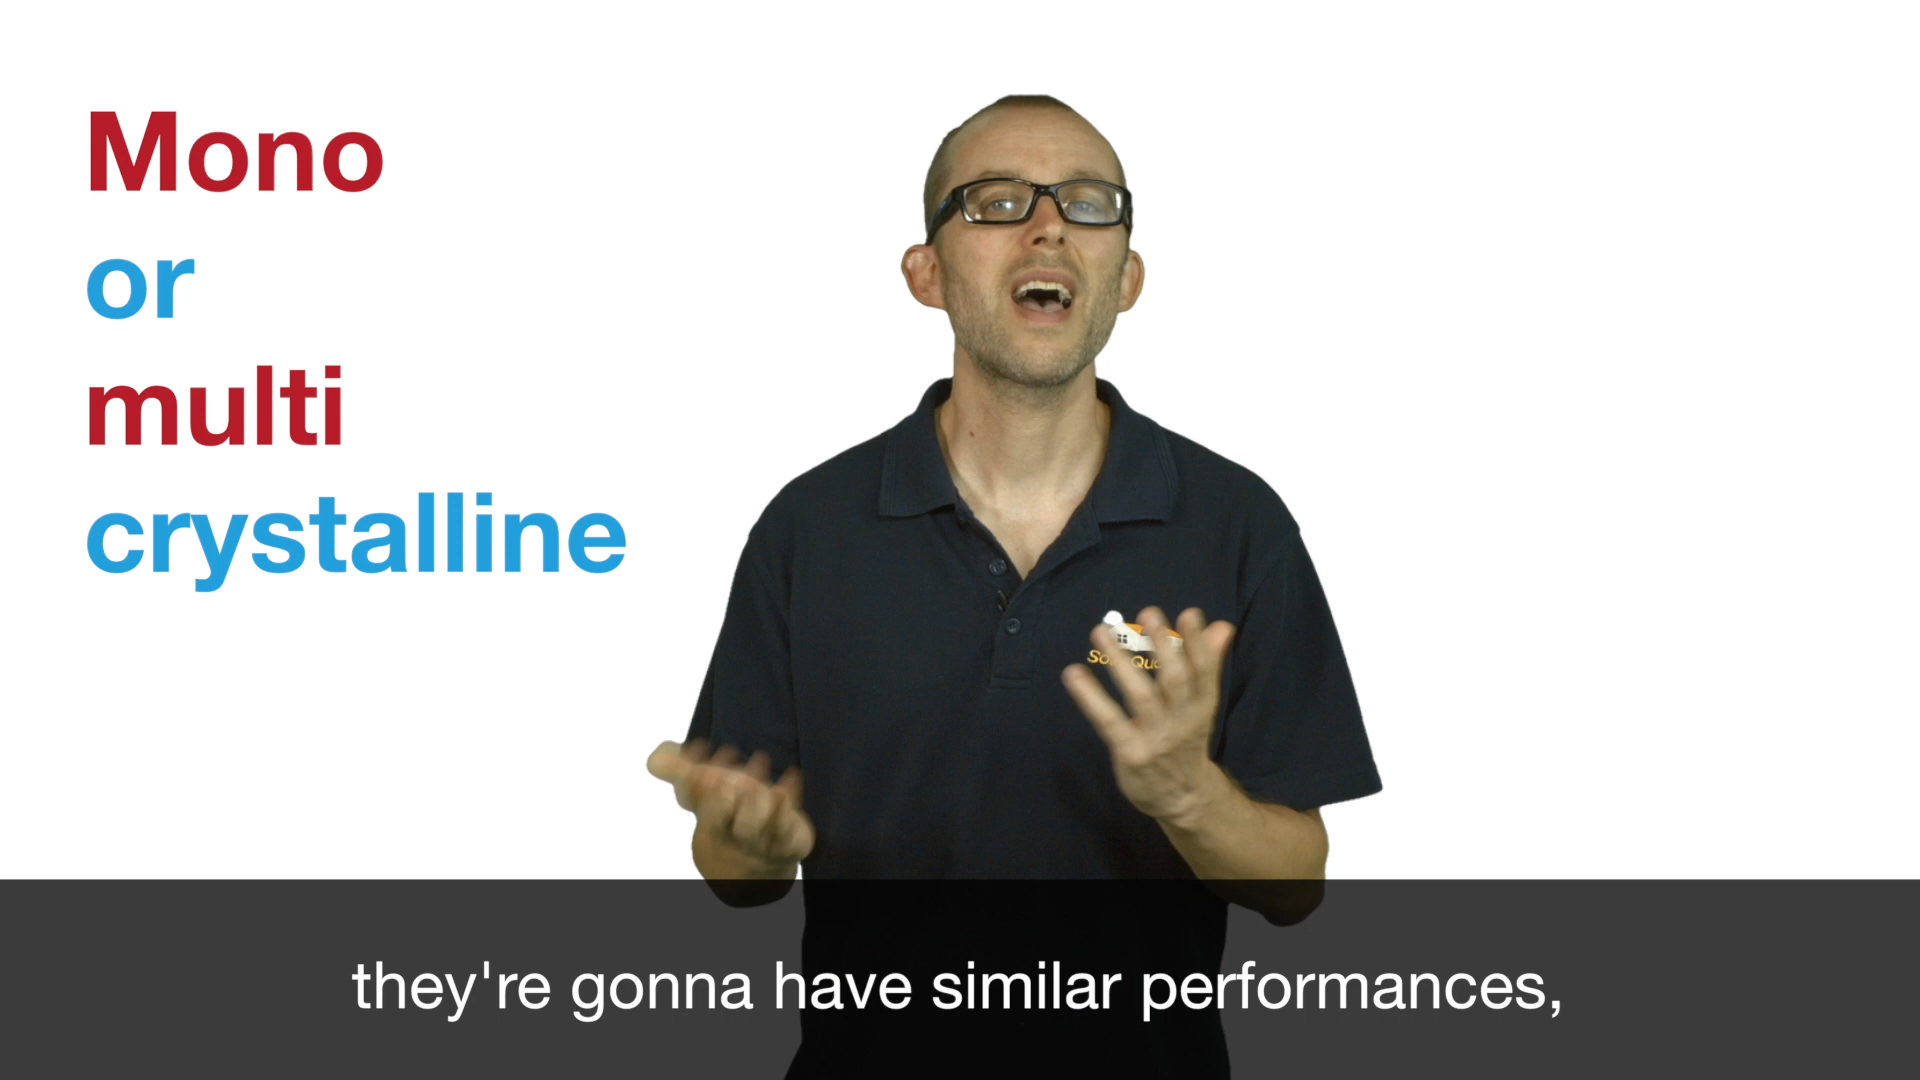 Mono
or
multi
crystalline
they're gonna have similar performances,